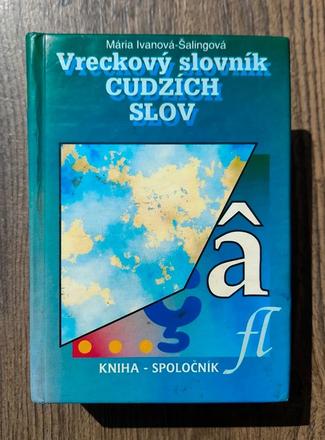 Mária Ivanová-Šalingová
Vreckový slovník
CUDZÍCH
SLOV
â
ç
fl
KNIHA - SPOLOČNÍK